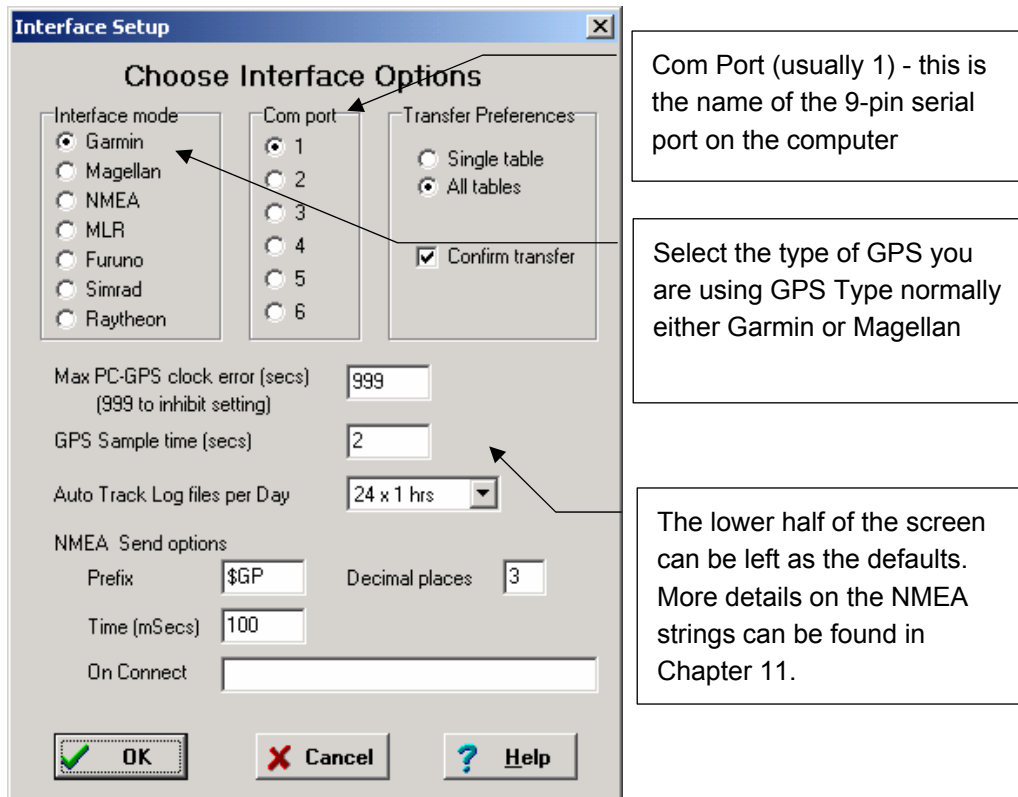 Interface Setup
Choose Interface Options
Interface mode
Garmin
Magellan
NMEA
MLR
Furuno
Simrad
Raytheon
Com port
1
2
3
4
5
6
Transfer Preferences
Single table
All tables
Confirm transfer
Max PC-GPS clock error (secs)
(999 to inhibit setting)
999
GPS Sample time (secs)
2
Auto Track Log files per Day
24 x 1 hrs
NMEA Send options
Prefix
$GP
Decimal places
3
Time (mSecs)
100
On Connect
OK
Cancel
Help
Com Port (usually 1) - this is
the name of the 9-pin serial
port on the computer
Select the type of GPS you
are using GPS Type normally
either Garmin or Magellan
The lower half of the screen
can be left as the defaults.
More details on the NMEA
strings can be found in
Chapter 11.